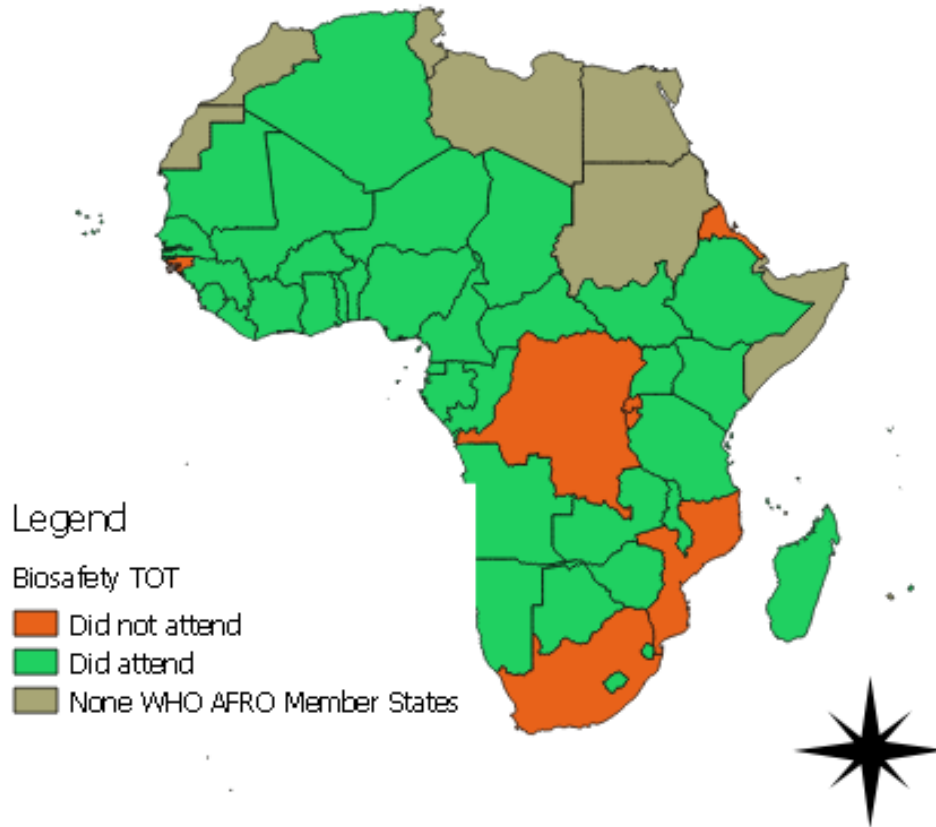 Legend
Biosafety TOT
Did not attend
Did attend
None WHO AFRO Member States